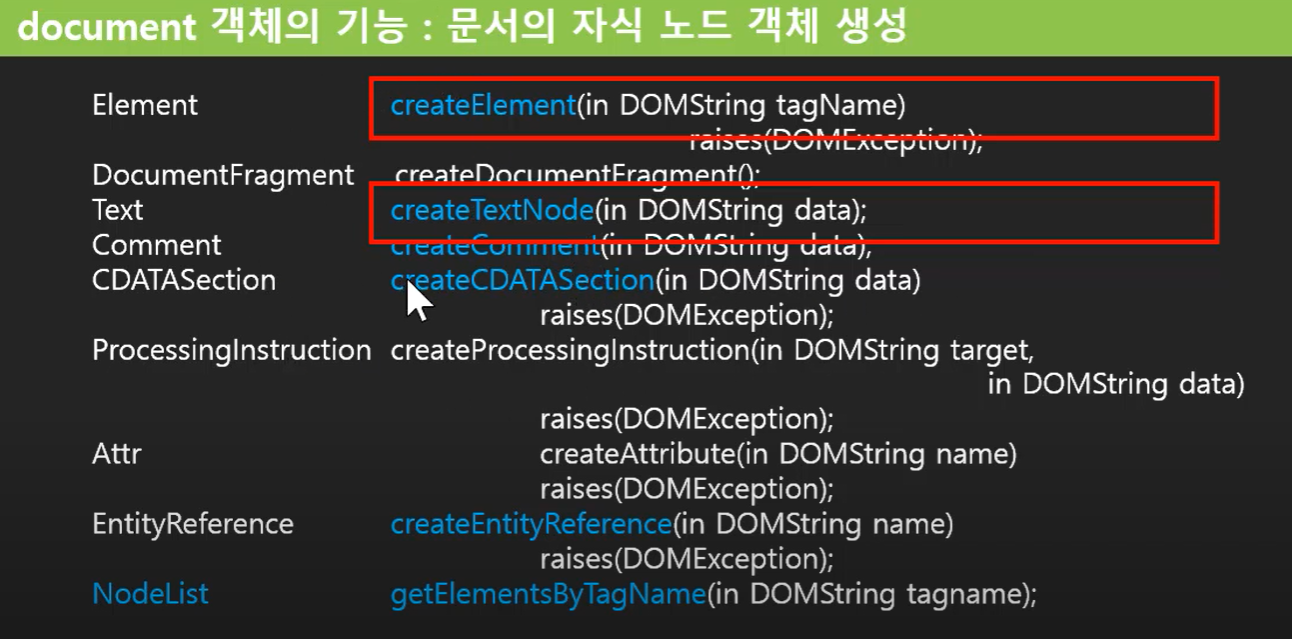 document 객체의 기능 : 문서의 자식 노드 객체 생성
Element createElement(in DOMString tagName)
raises(DOMException);
DocumentFragment createDocumentFragment();
Text createTextNode(in DOMString data);
Comment createComment(in DOMString data);
CDATASection createCDATASection(in DOMString data)
raises(DOMException);
ProcessingInstruction createProcessingInstruction(in DOMString target,
in DOMString data)
raises(DOMException);
Attr createAttribute(in DOMString name)
raises(DOMException);
EntityReference createEntityReference(in DOMString name)
raises(DOMException);
NodeList getElementsByTagName(in DOMString tagname);